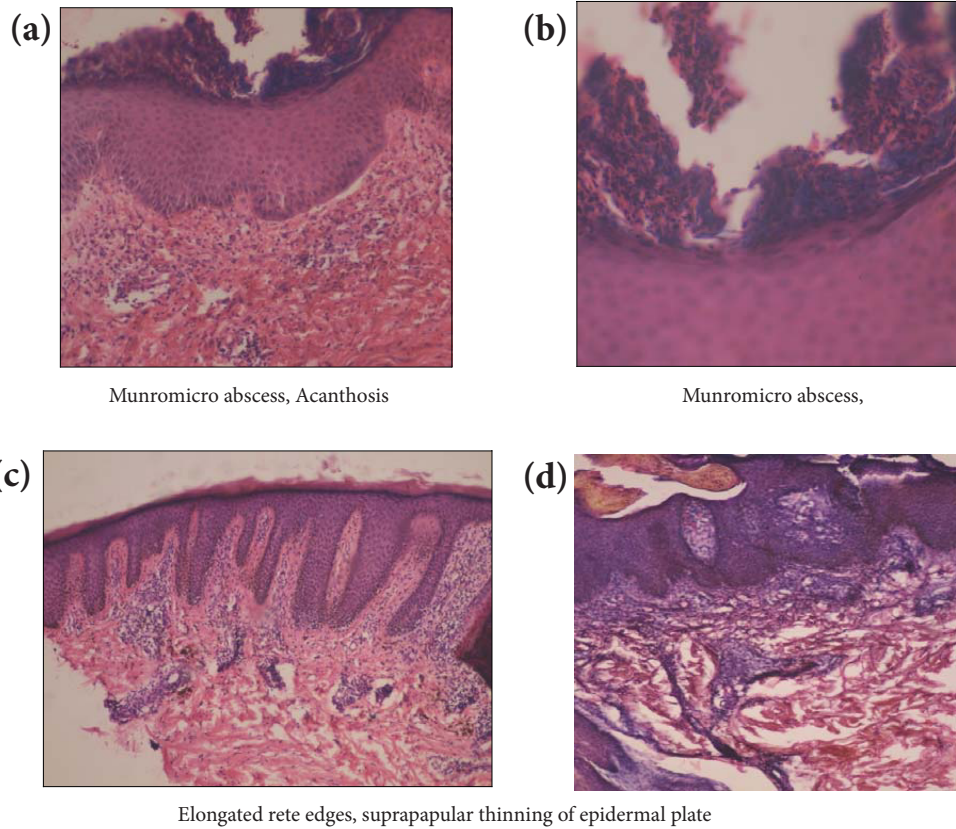 (a)
(b)
Munromicro abscess, Acanthosis
Munromicro abscess,
(c)
(d)
Elongated rete edges, suprapapular thinning of epidermal plate